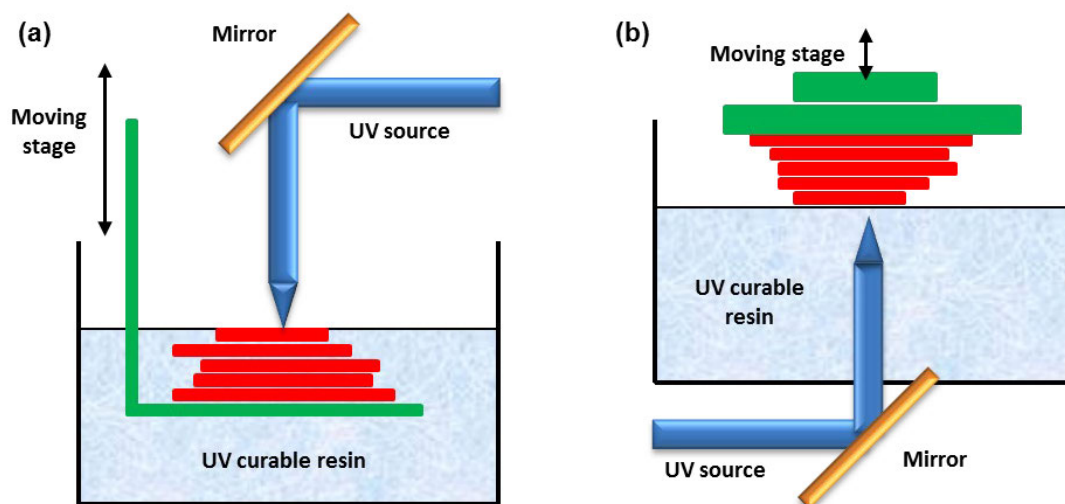 (a)
Mirror
Moving
stage
UV source
UV curable resin
(b)
Moving stage
UV curable
resin
UV source
Mirror